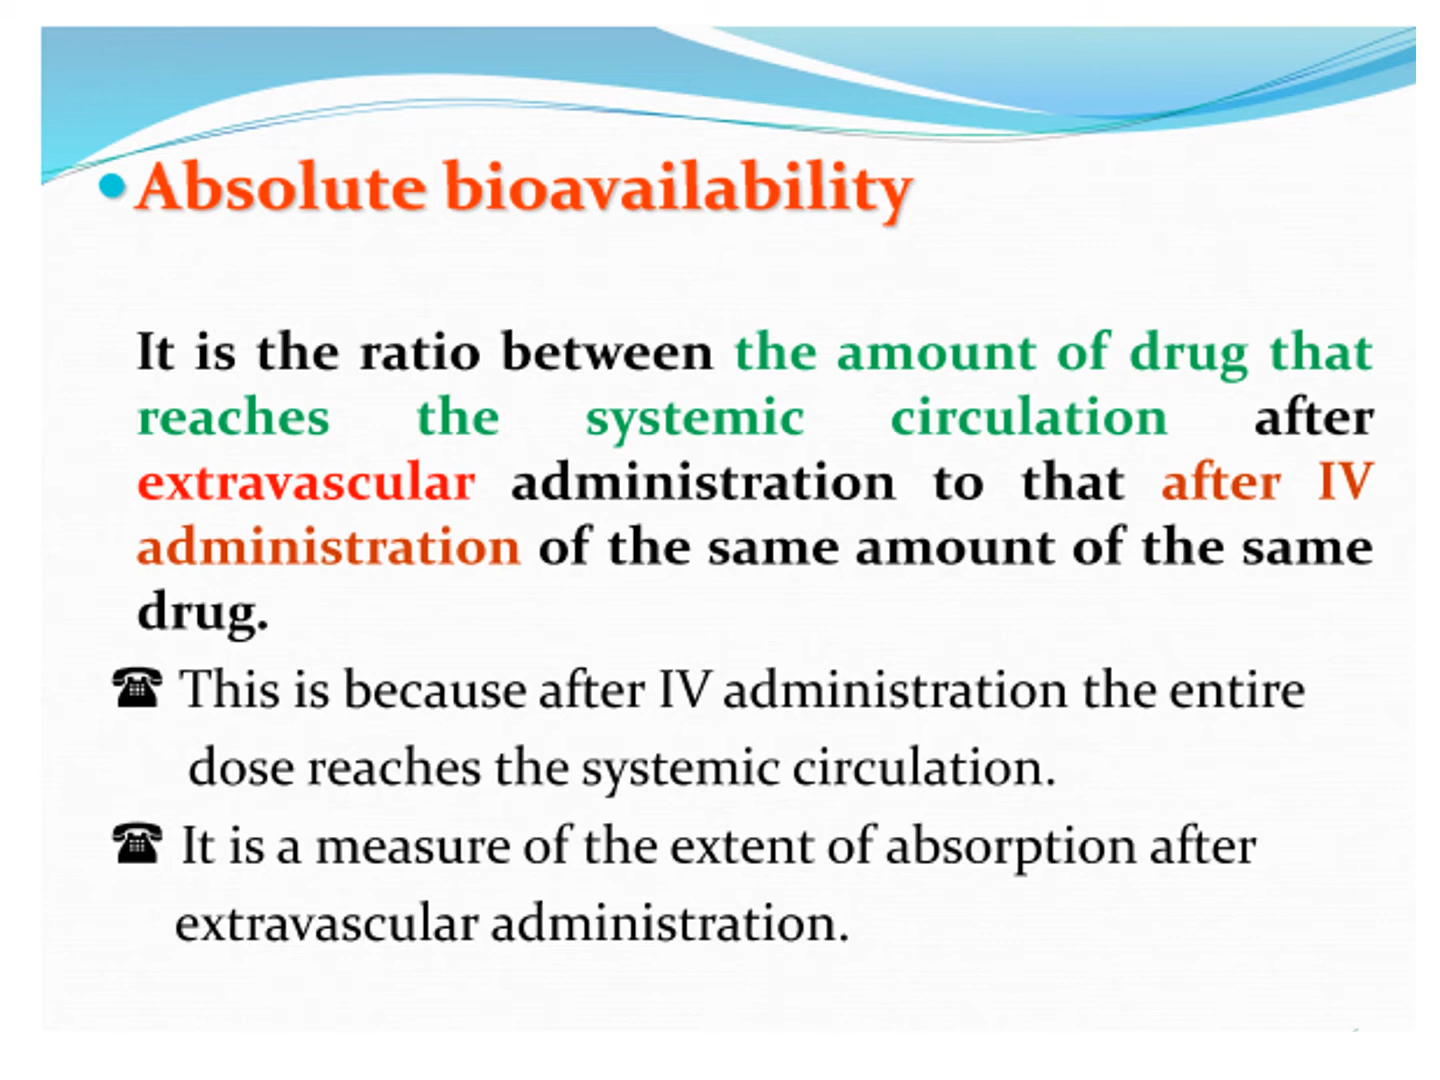 • Absolute bioavailability
It is the ratio between the amount of drug that
reaches the systemic circulation after
extravascular administration to that after IV
administration of the same amount of the same
drug.
☎ This is because after IV administration the entire
dose reaches the systemic circulation.
☎ It is a measure of the extent of absorption after
extravascular administration.